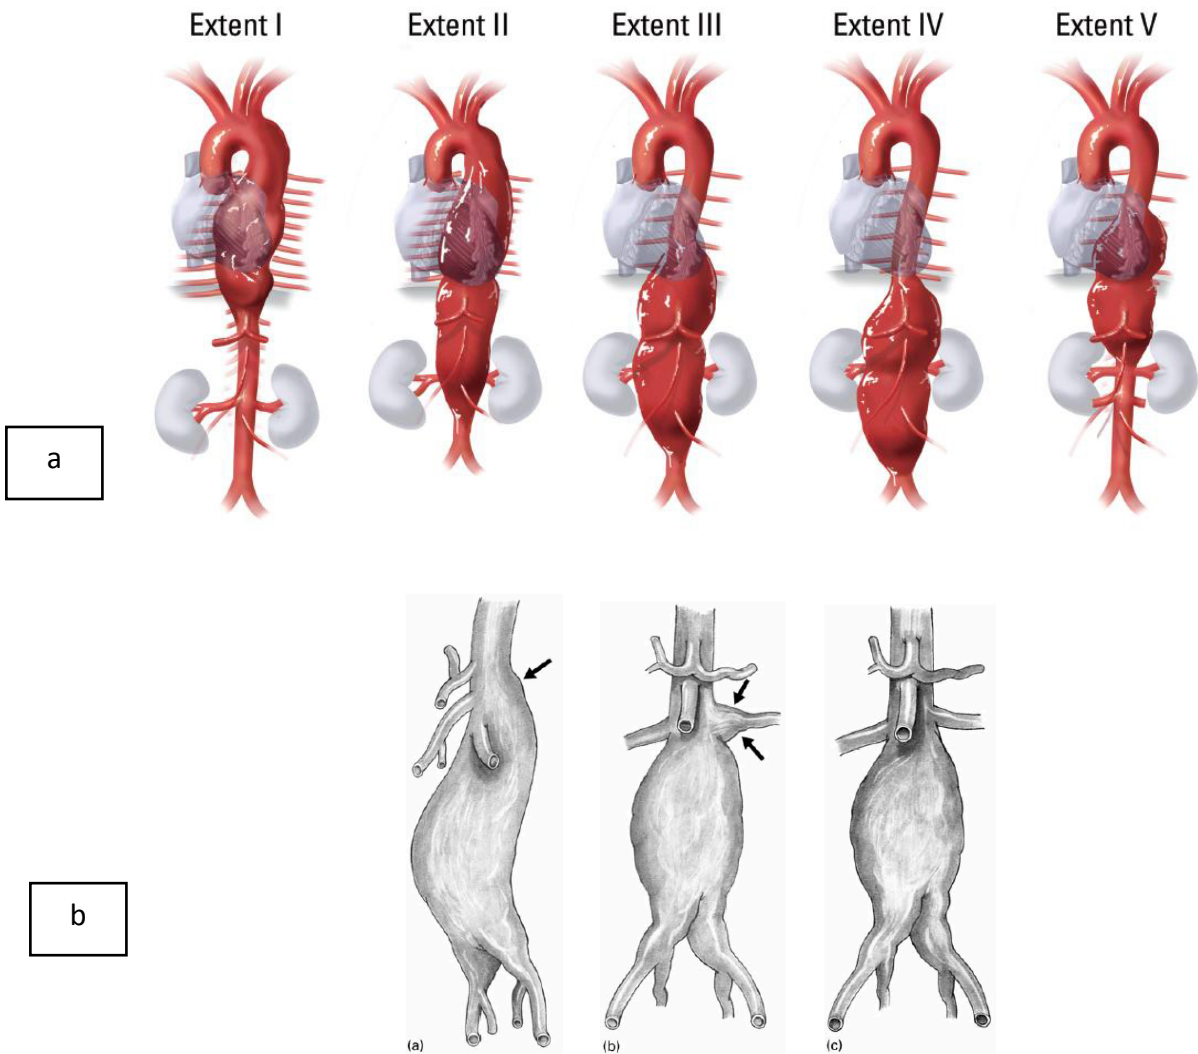 Extent I
Extent II
Extent III
Extent IV
Extent V
a
b
(a)
(b)
(c)